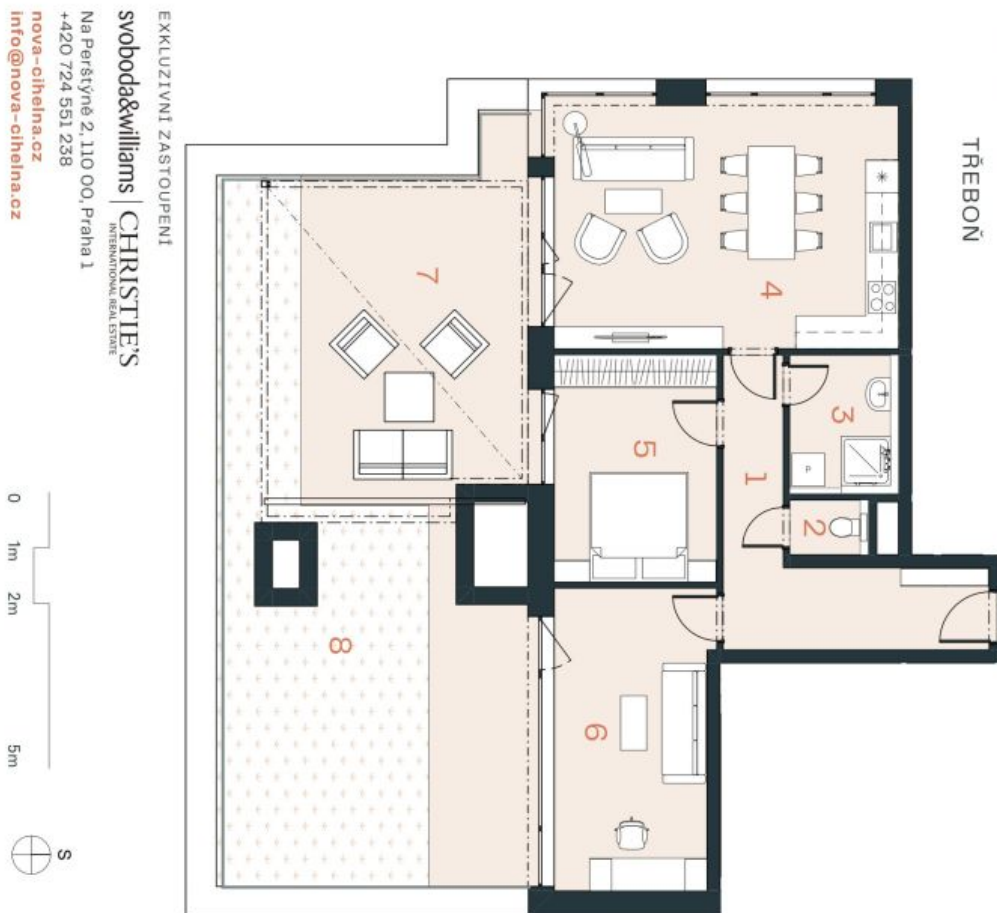 TŘEBOŇ
1
2
3
4
5
6
7
8
P
EXKLUZIVNÍ ZASTOUPENÍ
svoboda&williams | CHRISTIE'S
INTERNATIONAL REAL ESTATE
Na Perštýně 2, 110 00, Praha 1
+420 724 551 238
nova-cihelna.cz
info@nova-cihelna.cz
0 1m 2m 5m
S